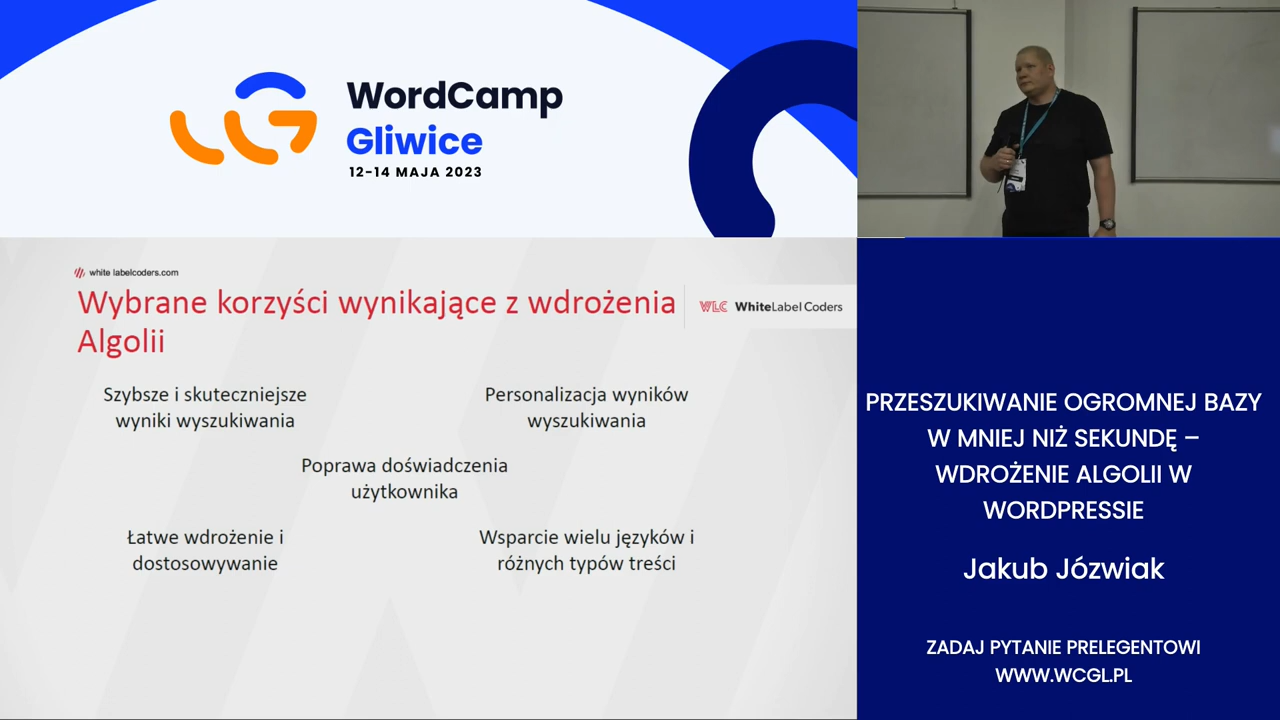 WordCamp
Gliwice
12-14 MAJA 2023
white labelcoders.com
Wybrane korzyści wynikające z wdrożenia
Algolii
WLC WhiteLabel Coders
Szybsze i skuteczniejsze
wyniki wyszukiwania
Personalizacja wyników
wyszukiwania
Poprawa doświadczenia
użytkownika
Łatwe wdrożenie i
dostosowywanie
Wsparcie wielu języków i
różnych typów treści
PRZESZUKIWANIE OGROMNEJ BAZY
W MNIEJ NIŻ SEKUNDĘ –
WDROŻENIE ALGOLII W
WORDPRESSIE
Jakub Józwiak
ZADAJ PYTANIE PRELEGENTOWI
WWW.WCGL.PL